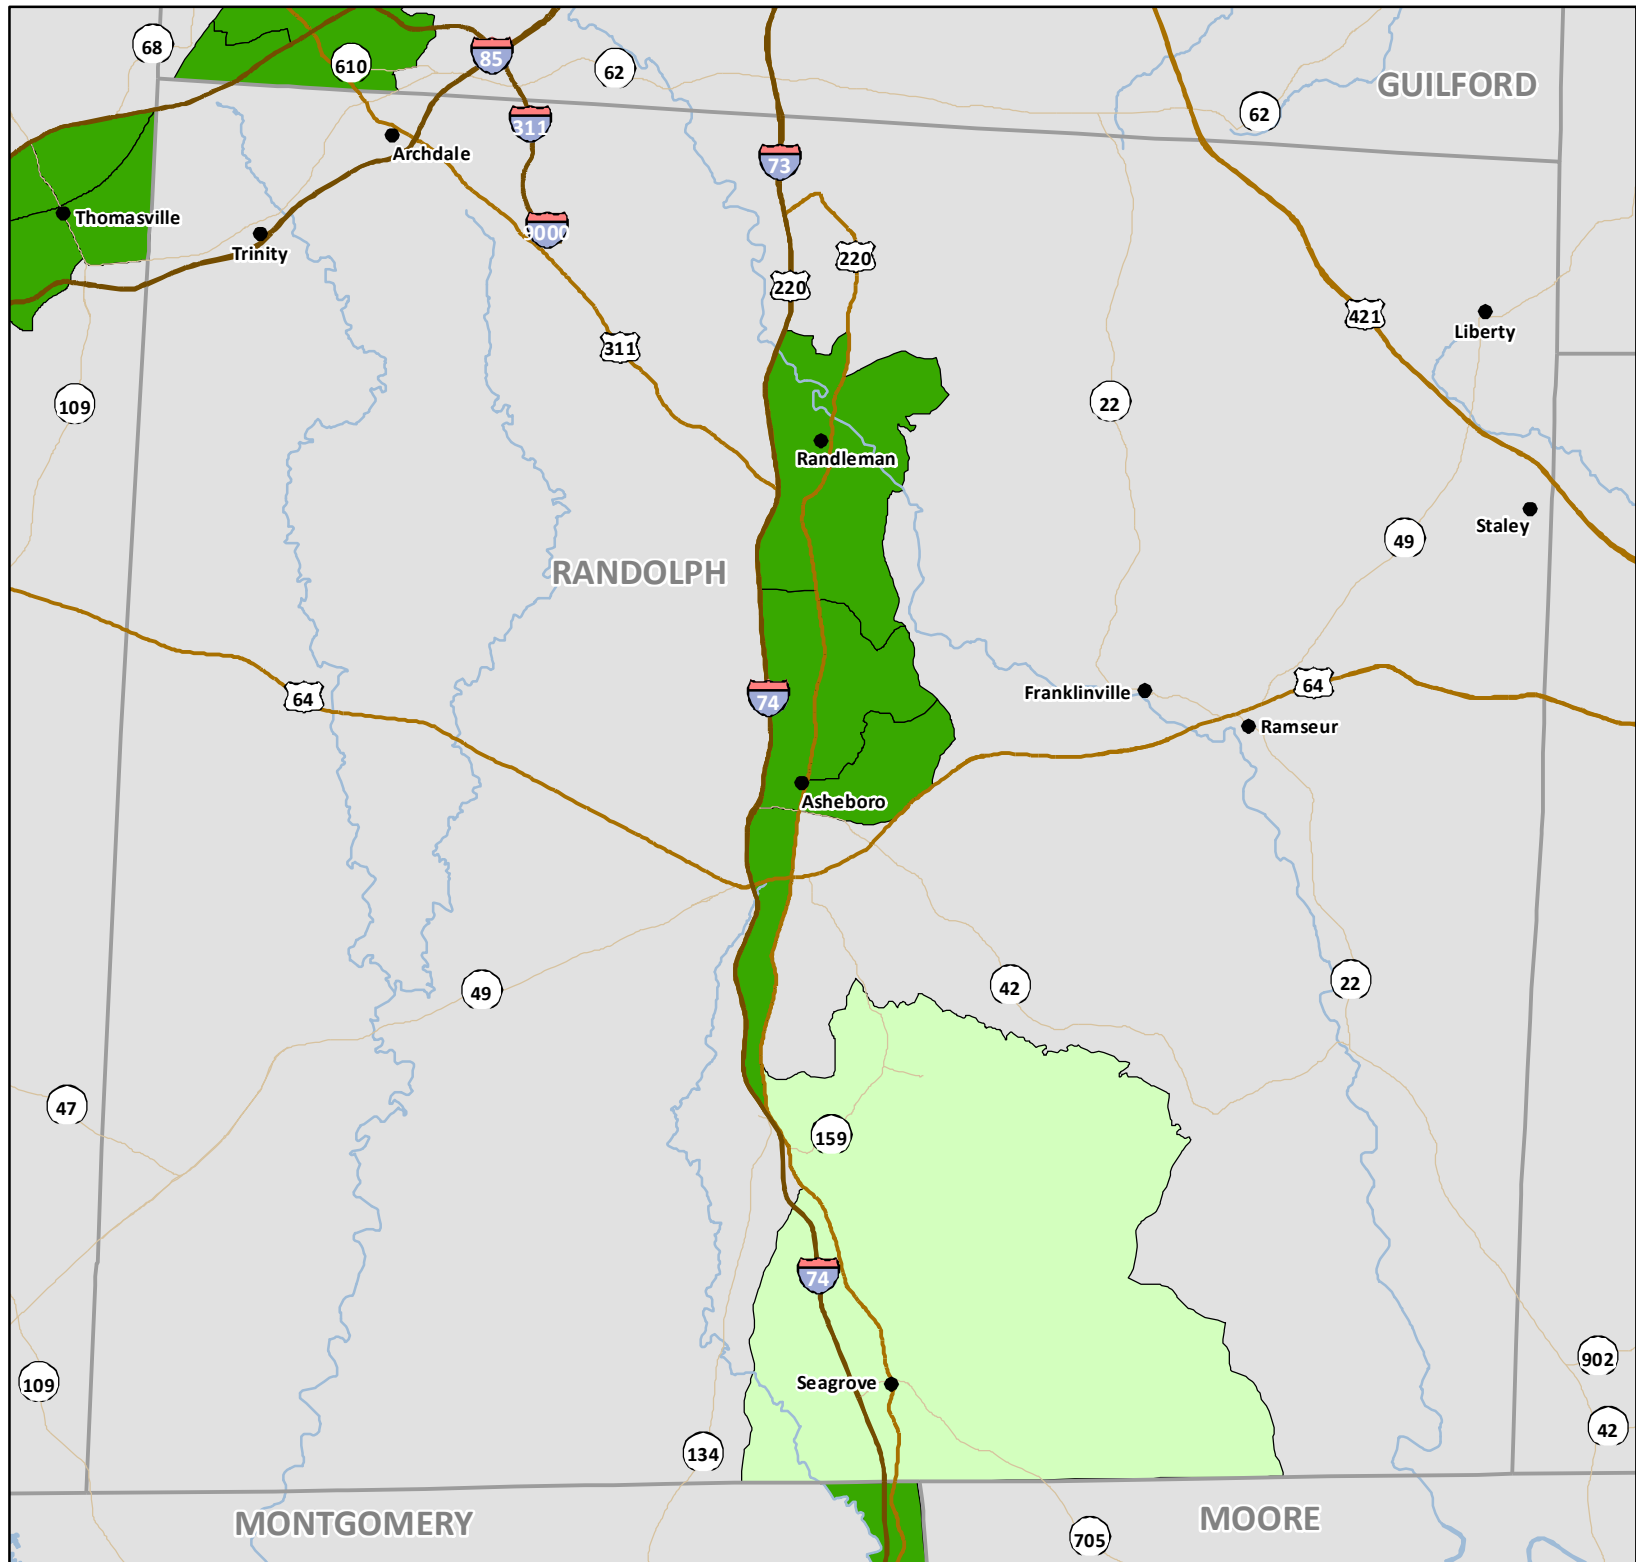 68
610
85
62
GUILFORD
62
311
Archdale
73
Thomasville
9000
Trinity
220
220
421
Liberty
311
109
22
Randleman
Staley
49
RANDOLPH
64
74
Franklinville
64
Ramseur
Asheboro
49
42
22
47
159
74
902
109
Seagrove
42
134
MONTGOMERY
MOORE
705